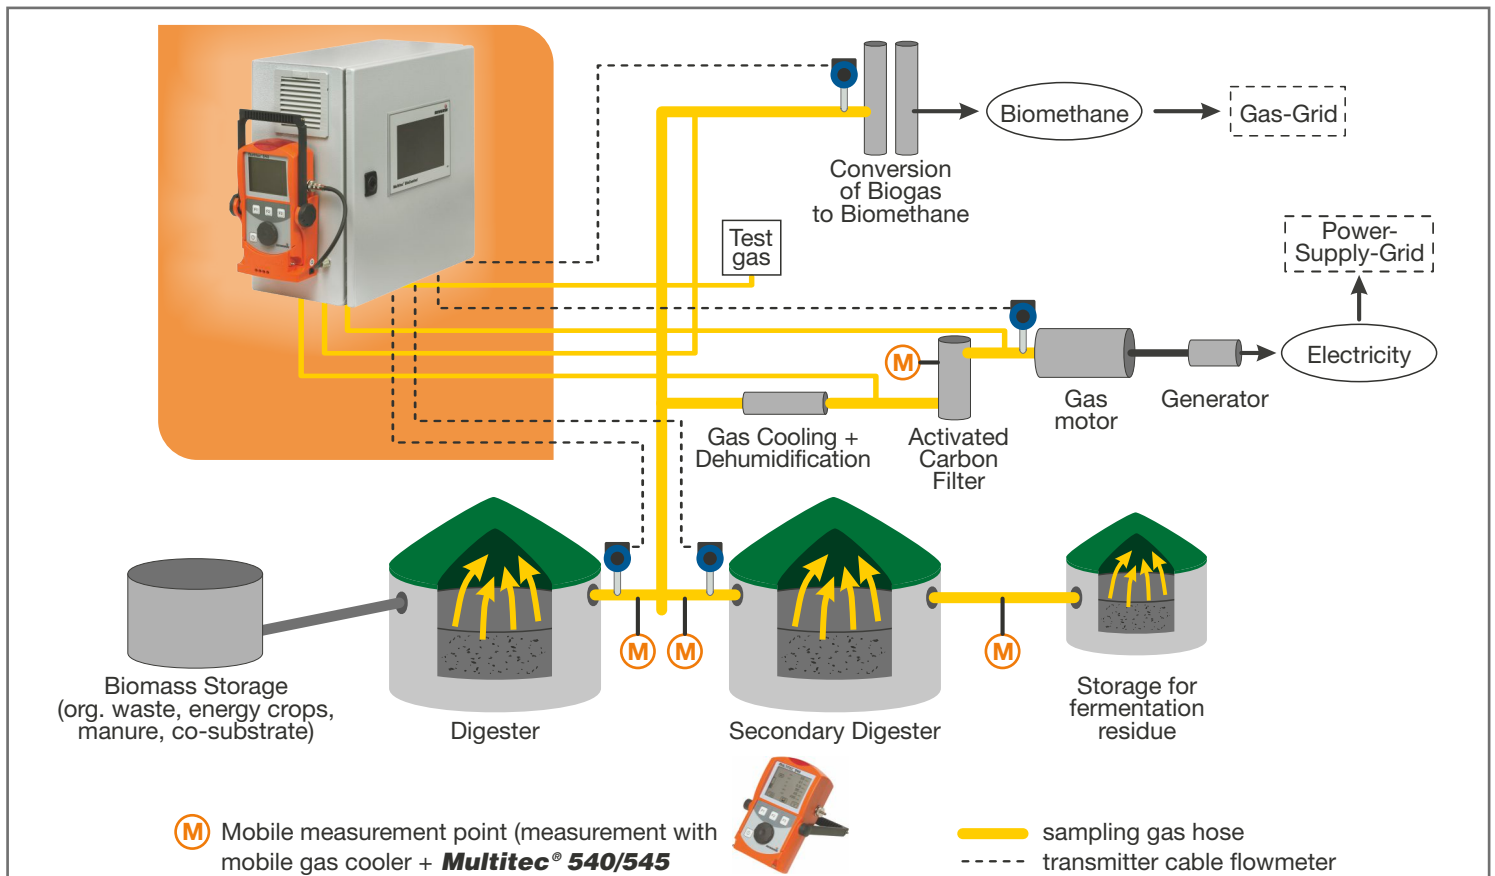 Biomethane
Gas-Grid
Conversion
of Biogas
to Biomethane
Test
gas
Power-
Supply-Grid
M
Electricity
Gas
motor
Generator
Gas Cooling +
Dehumidification
Activated
Carbon
Filter
M
M
M
Biomass Storage
(org. waste, energy crops,
manure, co-substrate)
Digester
Secondary Digester
Storage for
fermentation
residue
M Mobile measurement point (measurement with
mobile gas cooler + Multitec® 540/545
sampling gas hose
transmitter cable flowmeter